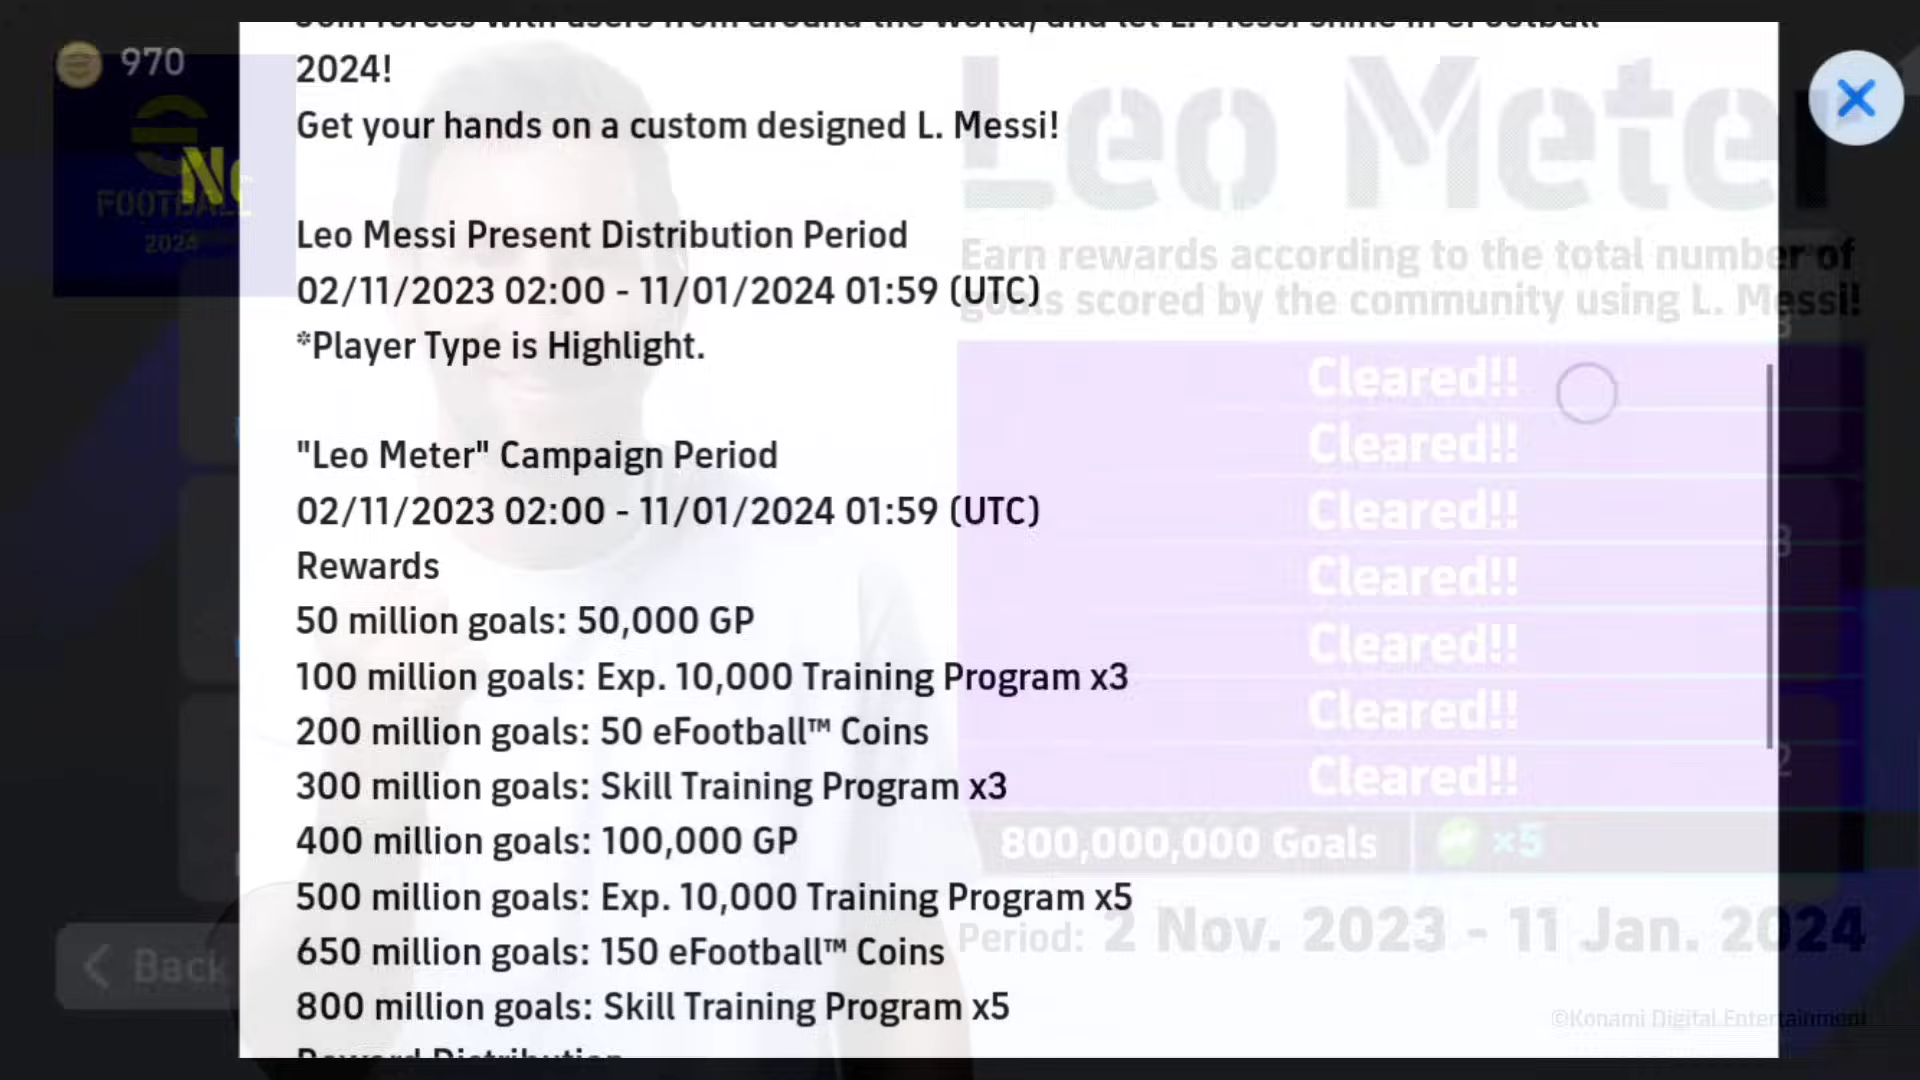 970
FOOTBALL
2024
2024!
Get your hands on a custom designed L. Messi!
Leo Messi Present Distribution Period
02/11/2023 02:00 - 11/01/2024 01:59 (UTC)
*Player Type is Highlight.
"Leo Meter" Campaign Period
02/11/2023 02:00 - 11/01/2024 01:59 (UTC)
Rewards
50 million goals: 50,000 GP
100 million goals: Exp. 10,000 Training Program x3
200 million goals: 50 eFootball™ Coins
300 million goals: Skill Training Program x3
400 million goals: 100,000 GP
500 million goals: Exp. 10,000 Training Program x5
650 million goals: 150 eFootball™ Coins
800 million goals: Skill Training Program x5
Reward Distribution
Leo Meter
Earn rewards according to the total number of
goals scored by the community using L. Messi!
Cleared!!
Cleared!!
Cleared!!
Cleared!!
Cleared!!
Cleared!!
Cleared!!
800,000,000 Goals x5
Period: 2 Nov. 2023 - 11 Jan. 2024
Back
©Konami Digital Entertainment